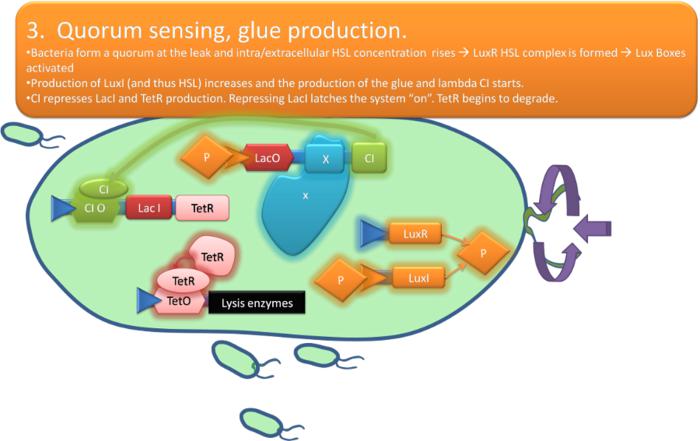 3. Quorum sensing, glue production.
•Bacteria form a quorum at the leak and intra/extracellular HSL concentration rises → LuxR HSL complex is formed → Lux Boxes
activated
•Production of LuxI (and thus HSL) increases and the production of the glue and lambda CI starts.
•CI represses LacI and TetR production. Repressing LacI latches the system “on”. TetR begins to degrade.
P
LacO
X
CI
CI
CI O
Lac I
TetR
x
LuxR
P
TetR
TetR
P
LuxI
TetO
Lysis enzymes